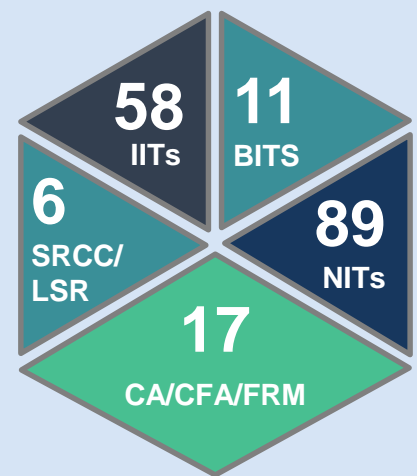 58
IITs
11
BITS
6
SRCC/
LSR
89
NITs
17
CA/CFA/FRM